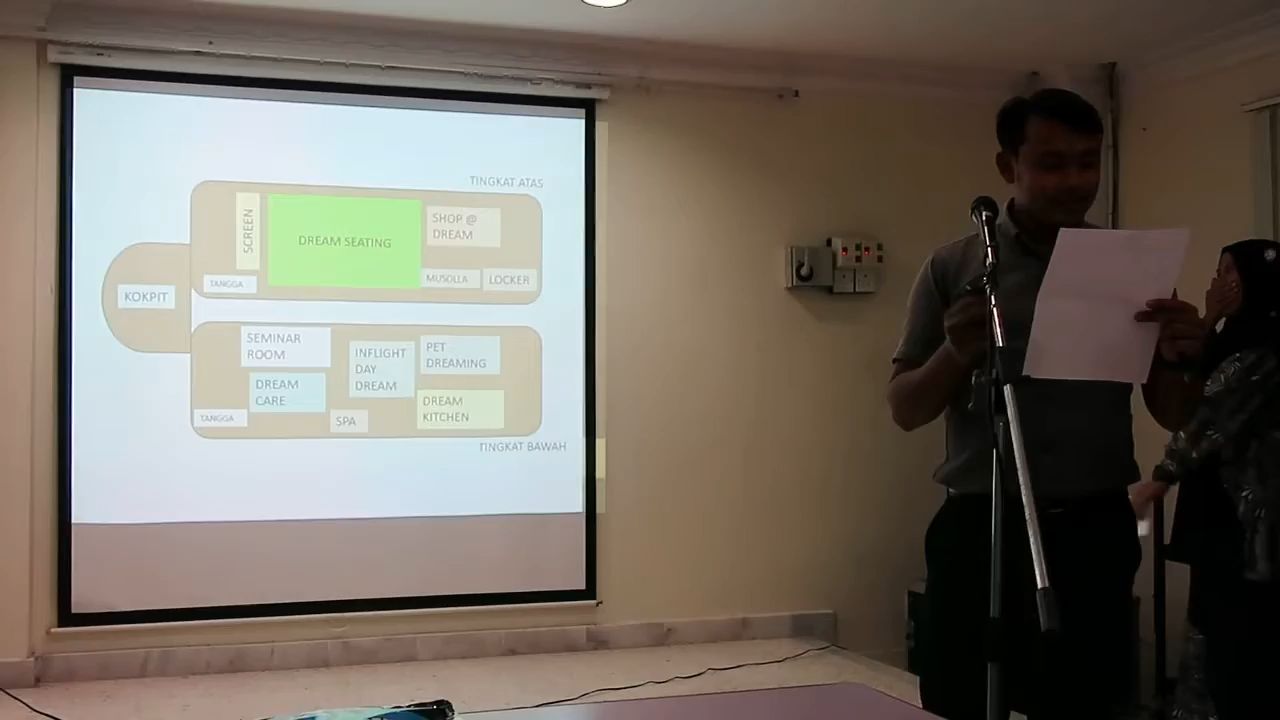 TINGKAT ATAS
SCREEN
DREAM SEATING
SHOP @
DREAM
TANGGA
MUSOLLA
LOCKER
KOKPIT
SEMINAR
ROOM
INFLIGHT
DAY
DREAM
PET
DREAMING
DREAM
CARE
DREAM
KITCHEN
TANGGA
SPA
TINGKAT BAWAH